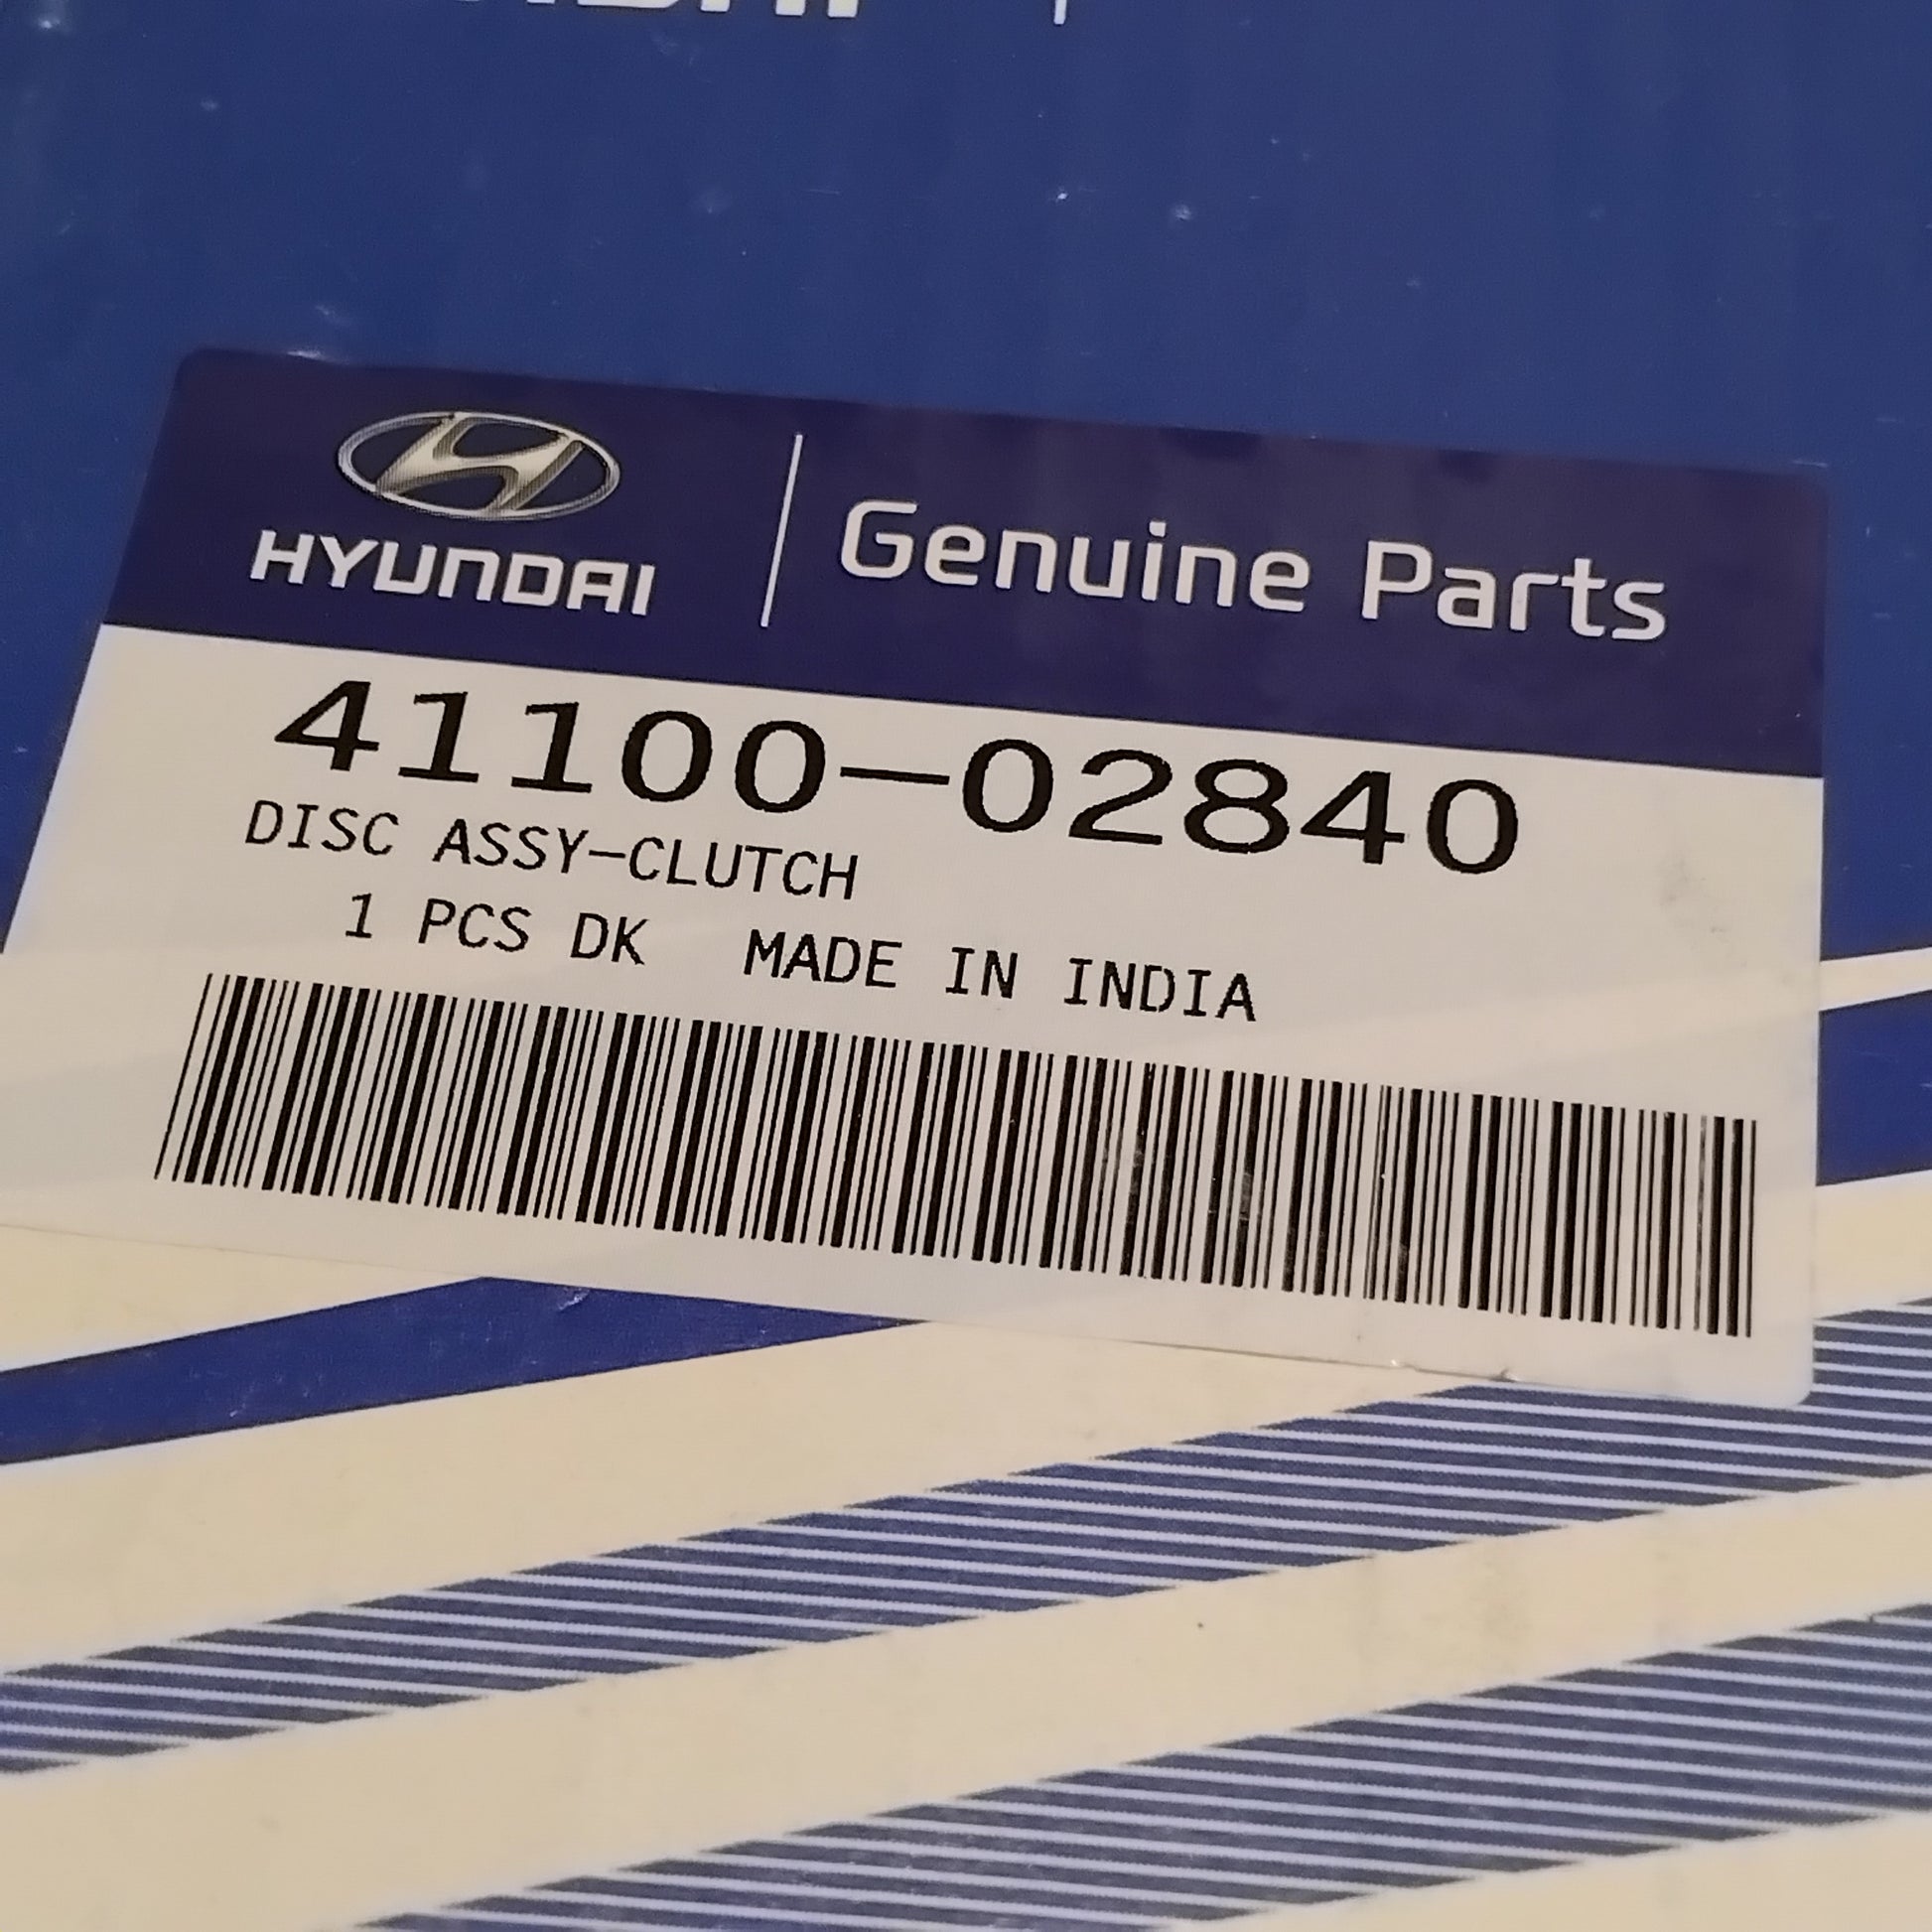 HYUNDAI
Genuine Parts
41100-02840
DISC ASSY-CLUTCH
1 PCS DK MADE IN INDIA